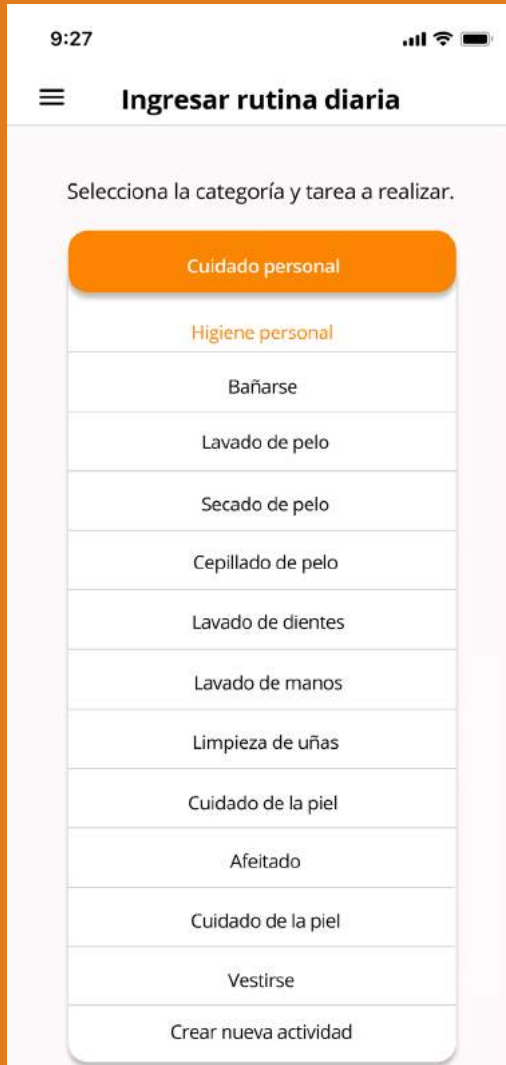 9:27
Ingresar rutina diaria
Selecciona la categoría y tarea a realizar.
Cuidado personal
Higiene personal
Bañarse
Lavado de pelo
Secado de pelo
Cepillado de pelo
Lavado de dientes
Lavado de manos
Limpieza de uñas
Cuidado de la piel
Afeitado
Cuidado de la piel
Vestirse
Crear nueva actividad